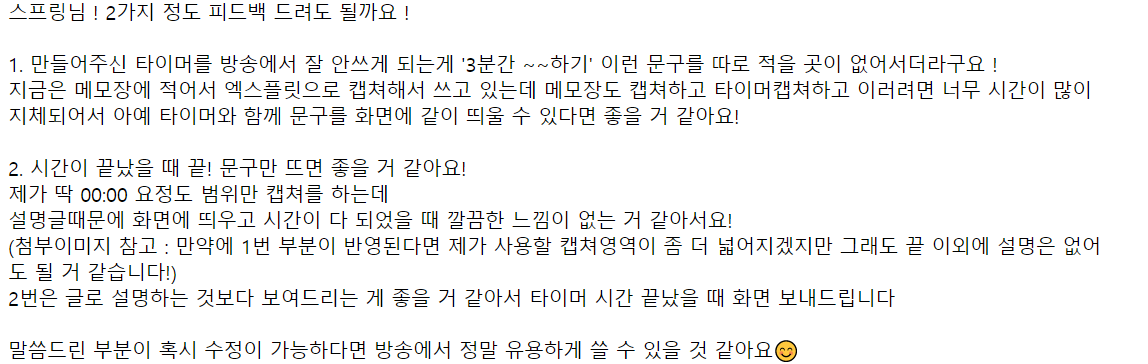 스프링님 ! 2가지 정도 피드백 드려도 될까요 !
1. 만들어주신 타이머를 방송에서 잘 안쓰게 되는게 '3분간 ~~하기' 이런 문구를 따로 적을 곳이 없어서더라구요 !
지금은 메모장에 적어서 엑스플릿으로 캡쳐해서 쓰고 있는데 메모장도 캡쳐하고 타이머캡쳐하고 이러려면 너무 시간이 많이
지체되어서 아예 타이머와 함께 문구를 화면에 같이 띄울 수 있다면 좋을 거 같아요!
2. 시간이 끝났을 때 끝! 문구만 뜨면 좋을 거 같아요!
제가 딱 00:00 요정도 범위만 캡쳐를 하는데
설명글때문에 화면에 띄우고 시간이 다 되었을 때 깔끔한 느낌이 없는 거 같아서요!
(첨부이미지 참고 : 만약에 1번 부분이 반영된다면 제가 사용할 캡쳐영역이 좀 더 넓어지겠지만 그래도 끝 이외에 설명은 없어
도 될 거 같습니다!)
2번은 글로 설명하는 것보다 보여드리는 게 좋을 거 같아서 타이머 시간 끝났을 때 화면 보내드립니다
말씀드린 부분이 혹시 수정이 가능하다면 방송에서 정말 유용하게 쓸 수 있을 것 같아요😊